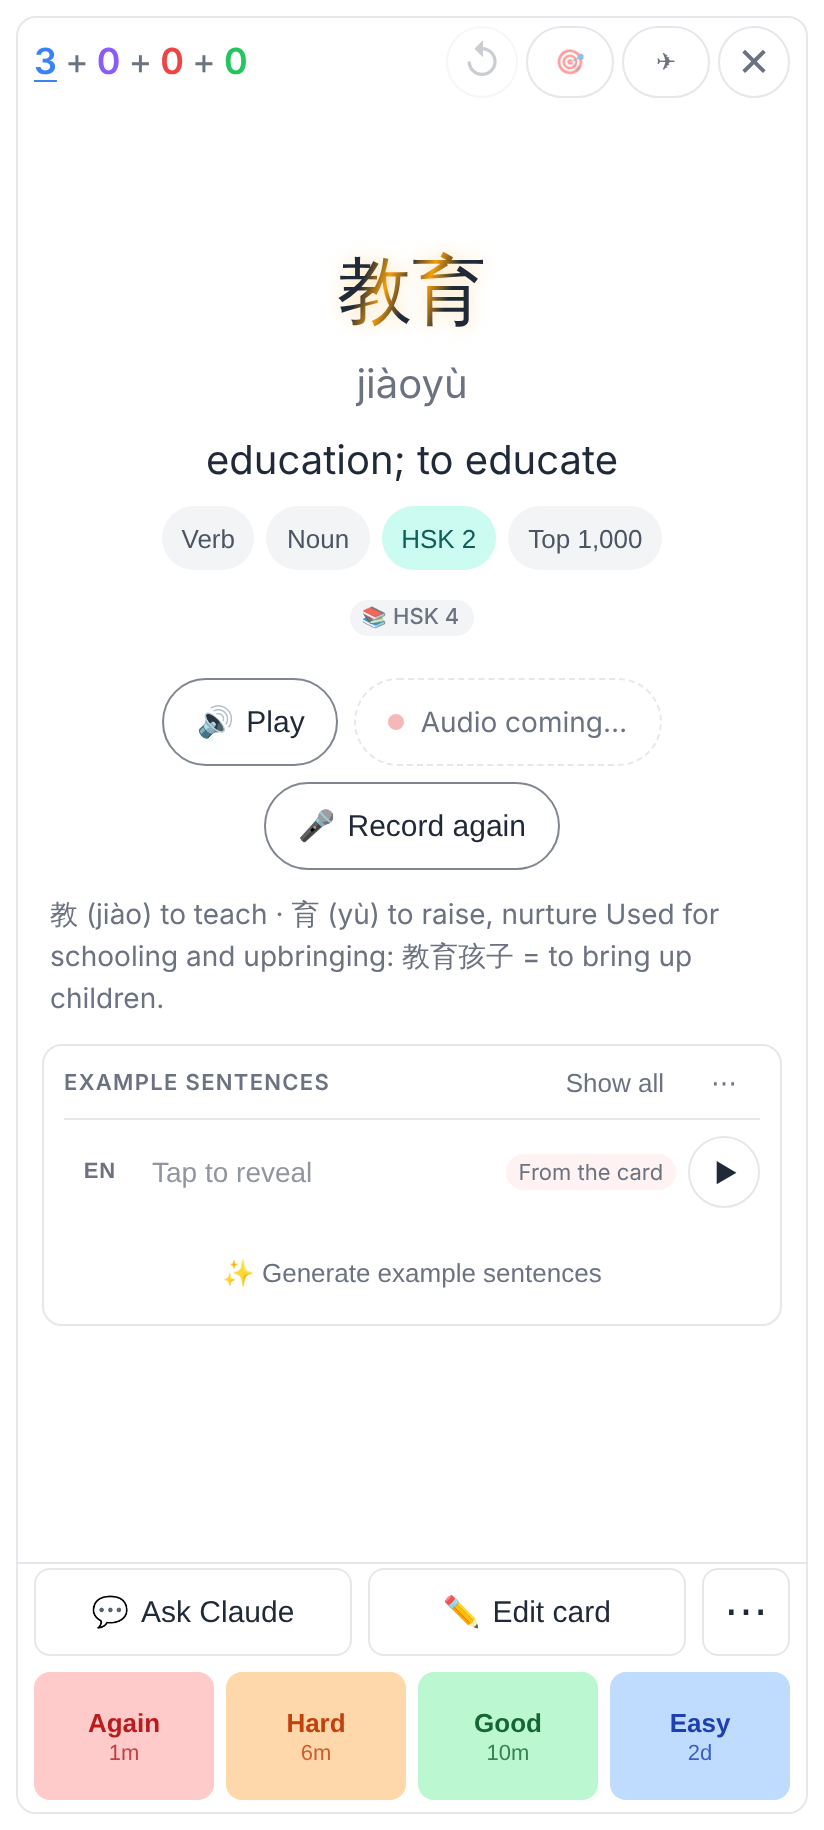 3 + 0 + 0 + 0
教育
jiàoyù
education; to educate
Verb Noun HSK 2 Top 1,000
HSK 4
Play Audio coming...
Record again
教 (jiào) to teach · 育 (yù) to raise, nurture Used for
schooling and upbringing: 教育孩子 = to bring up
children.
EXAMPLE SENTENCES Show all ...
EN Tap to reveal From the card
Generate example sentences
Ask Claude Edit card ...
Again Hard Good Easy
1m 6m 10m 2d